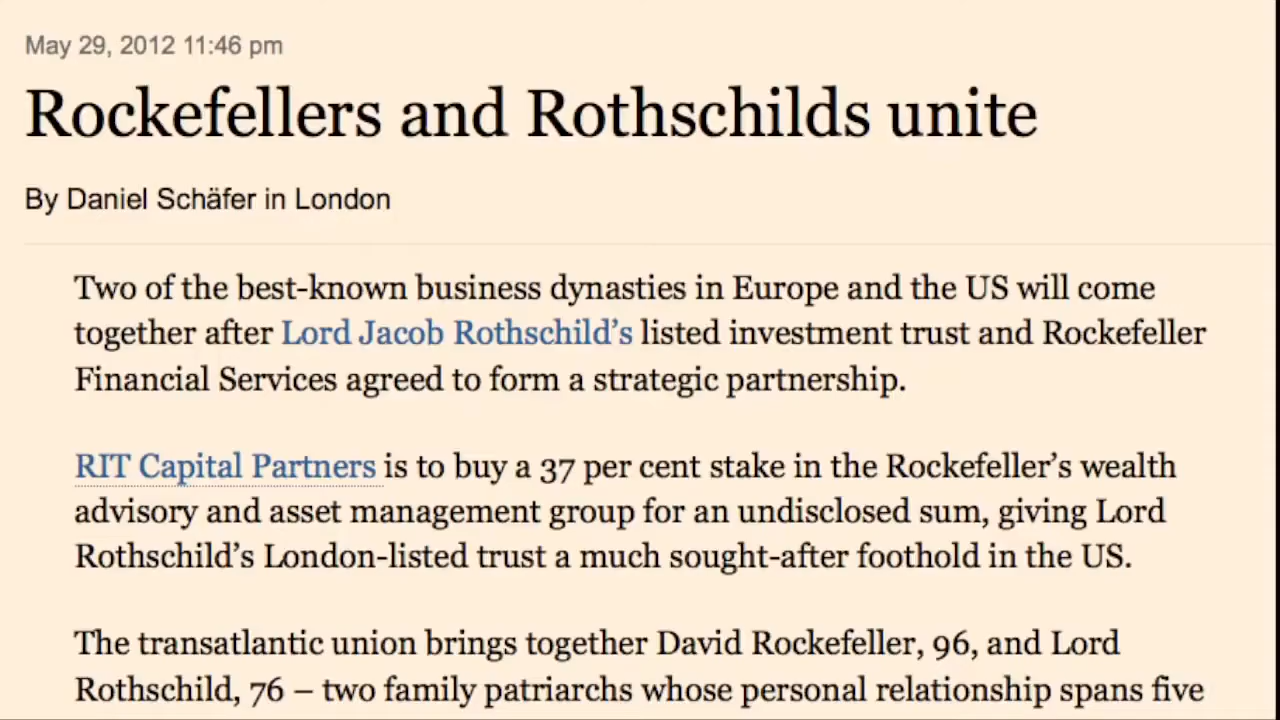 May 29, 2012 11:46 pm
Rockefellers and Rothschilds unite
By Daniel Schäfer in London
Two of the best-known business dynasties in Europe and the US will come
together after Lord Jacob Rothschild’s listed investment trust and Rockefeller
Financial Services agreed to form a strategic partnership.
RIT Capital Partners is to buy a 37 per cent stake in the Rockefeller’s wealth
advisory and asset management group for an undisclosed sum, giving Lord
Rothschild’s London-listed trust a much sought-after foothold in the US.
The transatlantic union brings together David Rockefeller, 96, and Lord
Rothschild, 76 – two family patriarchs whose personal relationship spans five